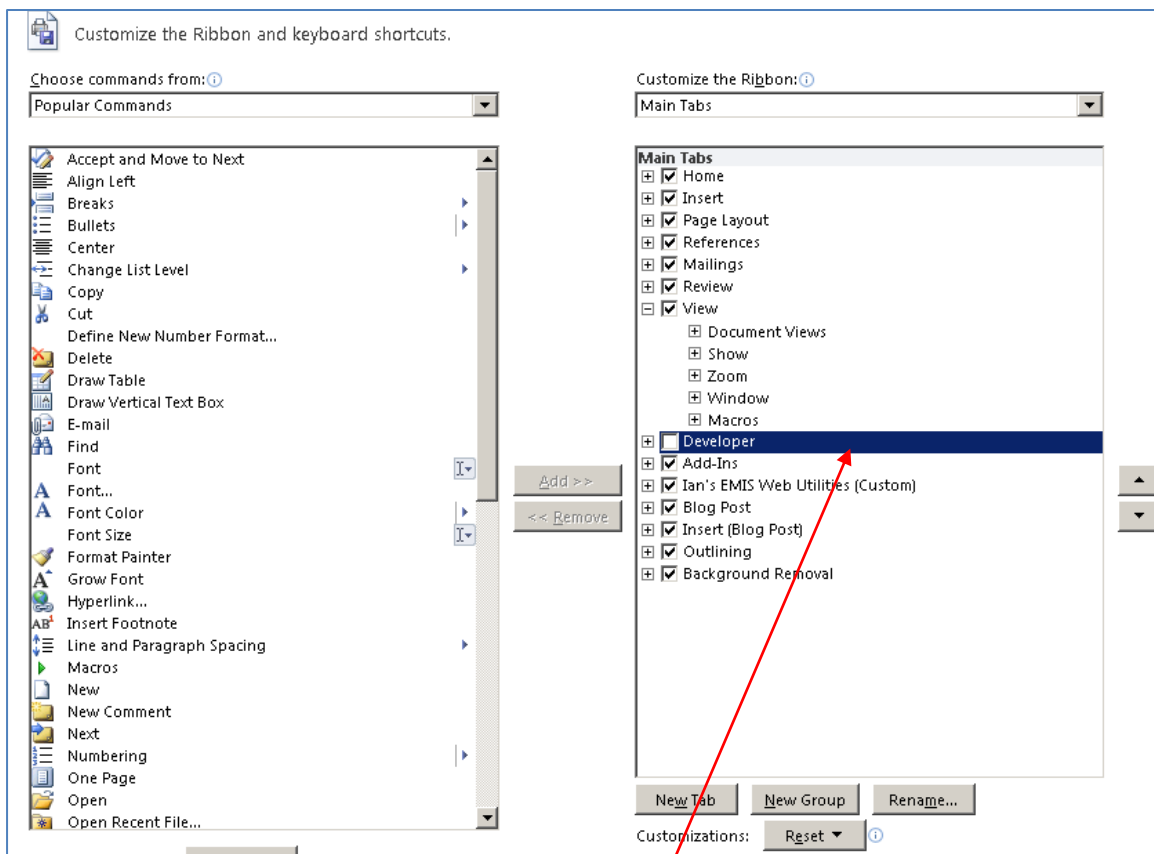 Customize the Ribbon and keyboard shortcuts.
Choose commands from:
Popular Commands
Accept and Move to Next
Align Left
Breaks
Bullets
Center
Change List Level
Copy
Cut
Define New Number Format...
Delete
Draw Table
Draw Vertical Text Box
E-mail
Find
Font
Font...
Font Color
Font Size
Format Painter
Grow Font
Hyperlink...
Insert Footnote
Line and Paragraph Spacing
Macros
New
New Comment
Next
Numbering
One Page
Open
Open Recent File...
Add >>
<< Remove
Customize the Ribbon:
Main Tabs
Main Tabs
Home
Insert
Page Layout
References
Mailings
Review
View
Document Views
Show
Zoom
Window
Macros
Developer
Add-Ins
Ian's EMIS Web Utilities (Custom)
Blog Post
Insert (Blog Post)
Outlining
Background Removal
New Tab
New Group
Rename...
Customizations:
Reset